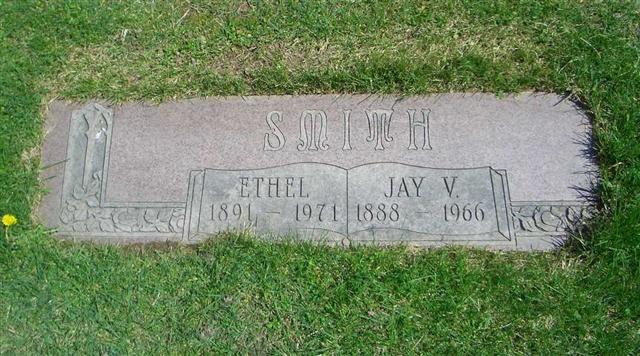 SMITH
ETHEL JAY V.
1891 – 1971 1888 – 1966